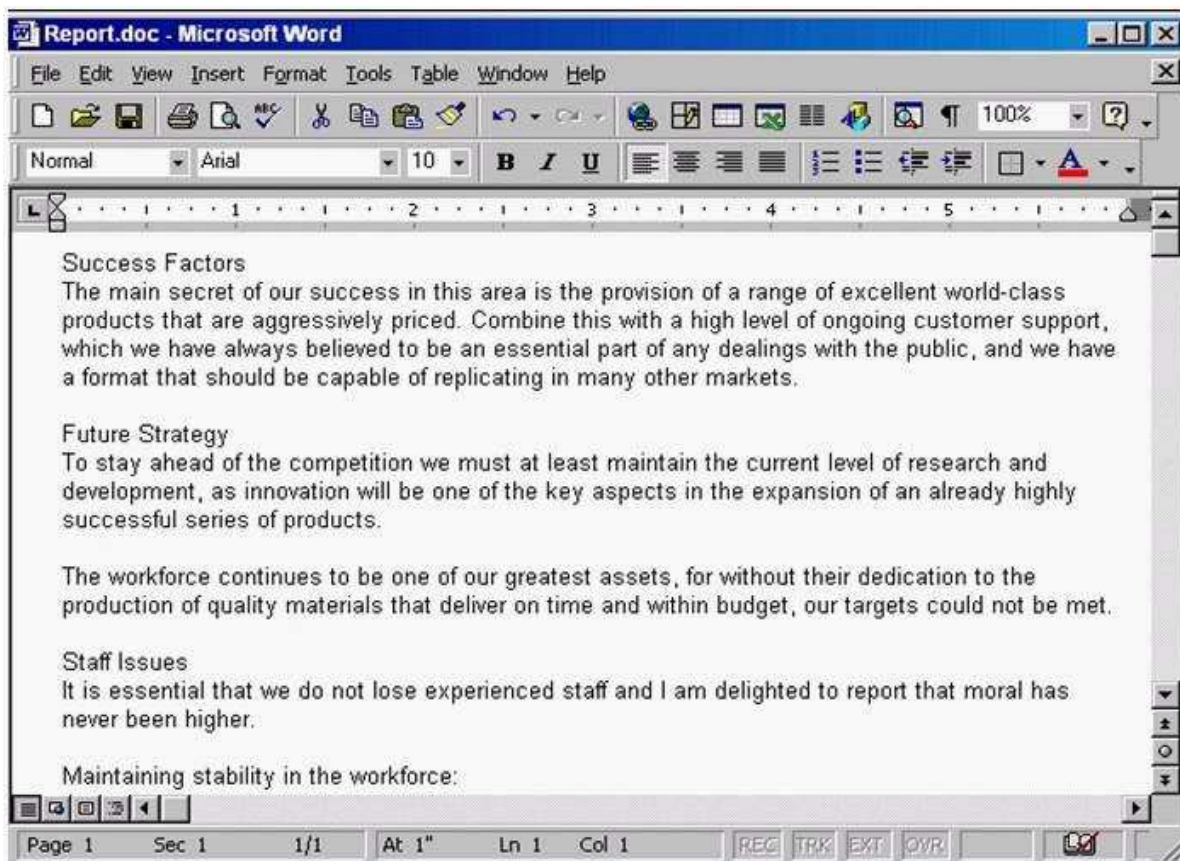 Report.doc - Microsoft Word
File Edit View Insert Format Tools Table Window Help
ABC 100%
Normal Arial 10 B I U A
1 2 3 4 5
Success Factors
The main secret of our success in this area is the provision of a range of excellent world-class
products that are aggressively priced. Combine this with a high level of ongoing customer support,
which we have always believed to be an essential part of any dealings with the public, and we have
a format that should be capable of replicating in many other markets.
Future Strategy
To stay ahead of the competition we must at least maintain the current level of research and
development, as innovation will be one of the key aspects in the expansion of an already highly
successful series of products.
The workforce continues to be one of our greatest assets, for without their dedication to the
production of quality materials that deliver on time and within budget, our targets could not be met.
Staff Issues
It is essential that we do not lose experienced staff and I am delighted to report that moral has
never been higher.
Maintaining stability in the workforce:
Page 1 Sec 1 1/1 At 1" Ln 1 Col 1 REC TRK EXT OVR